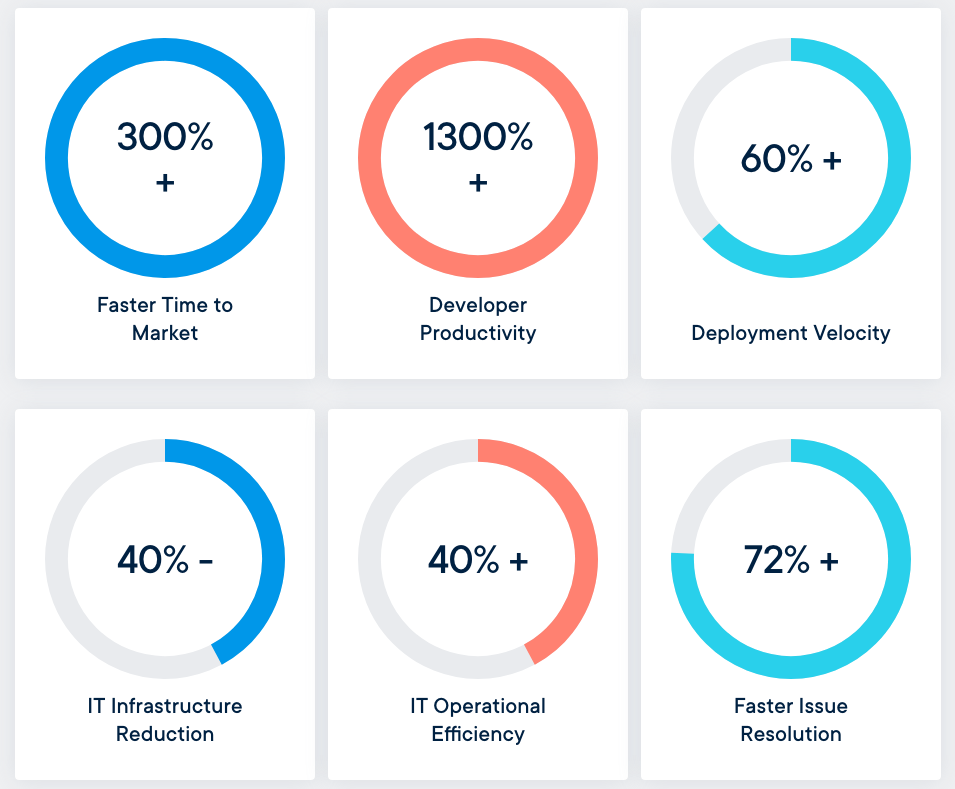 300%
+
Faster Time to
Market
1300%
+
Developer
Productivity
60% +
Deployment Velocity
40% -
IT Infrastructure
Reduction
40% +
IT Operational
Efficiency
72% +
Faster Issue
Resolution